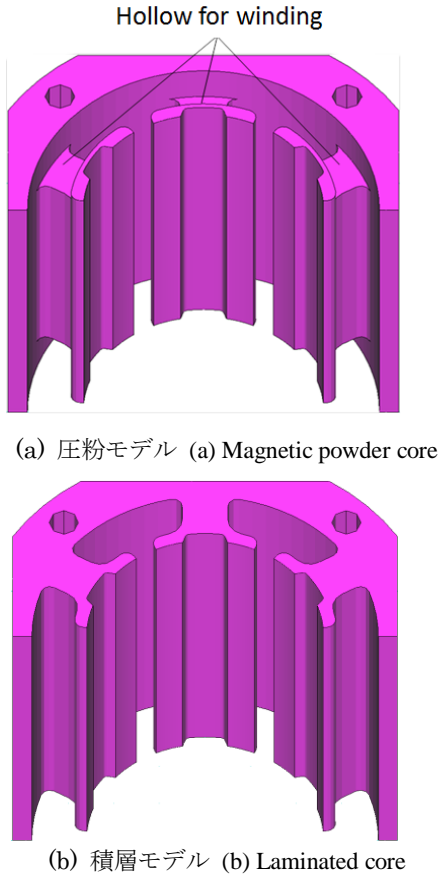 Hollow for winding
(a) 圧粉モデル (a) Magnetic powder core
(b) 積層モデル (b) Laminated core